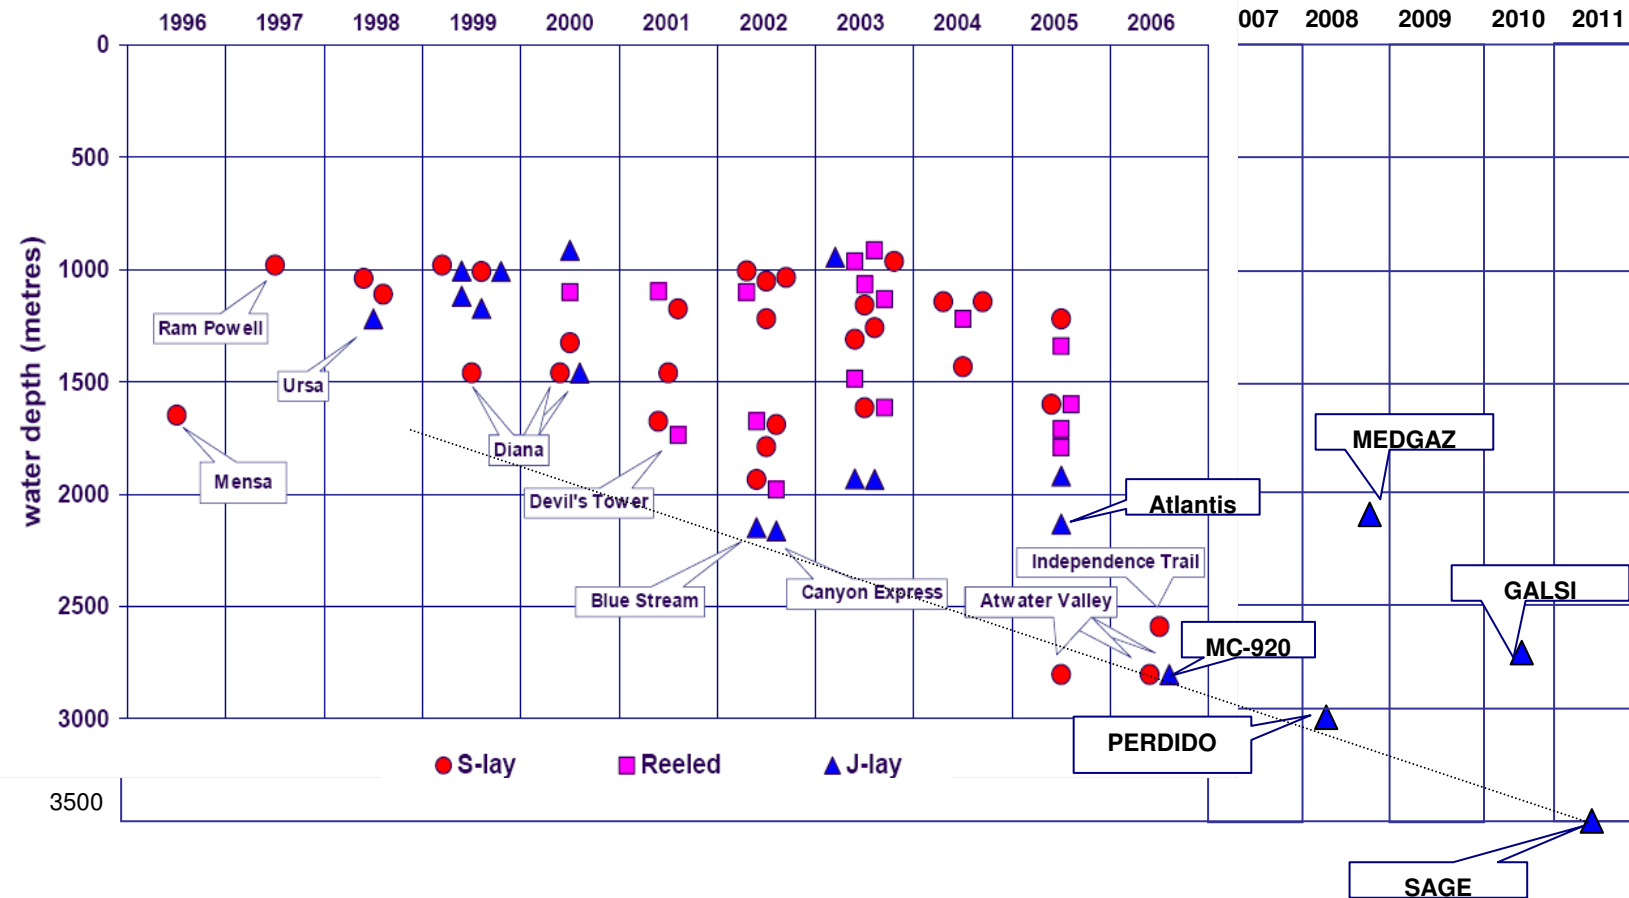 1996 1997 1998 1999 2000 2001 2002 2003 2004 2005 2006 007 2008 2009 2010 2011
0
500
1000
1500
2000
2500
3000
3500
water depth (metres)
Ram Powell
Ursa
Mensa
Diana
Devil's Tower
Blue Stream
Canyon Express
Atlantis
Independence Trail
Atwater Valley
MC-920
MEDGAZ
GALSI
PERDIDO
SAGE
S-lay Reeled J-lay